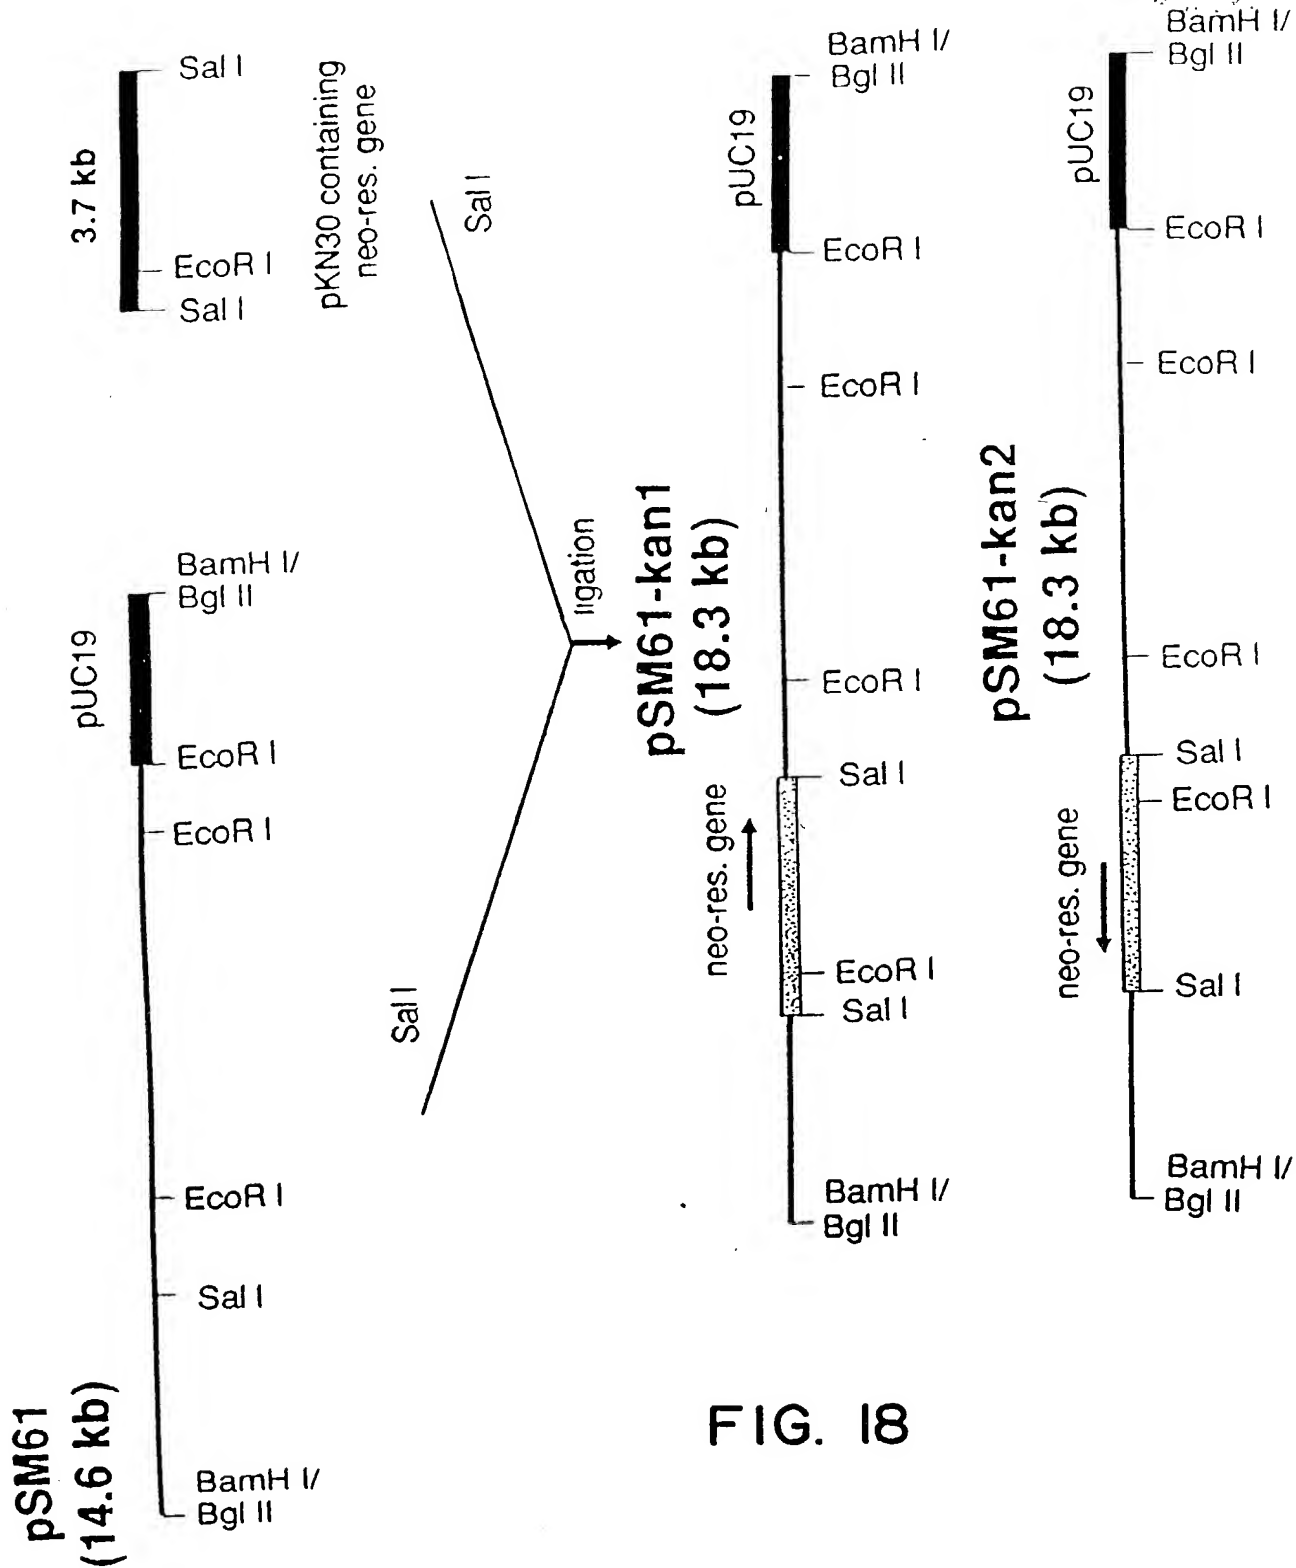 Sal I
3.7 kb
EcoR I
Sal I
pKN30 containing
neo-res. gene
Sal I
pUC19
BamH I/
Bgl II
EcoR I
EcoR I
EcoR I
Sal I
BamH I/
Bgl II
pSM61
(14.6 kb)
Sal I
ligation
pSM61-kan1
(18.3 kb)
BamH I/
Bgl II
pUC19
EcoR I
EcoR I
EcoR I
Sal I
neo-res. gene
EcoR I
Sal I
BamH I/
Bgl II
pSM61-kan2
(18.3 kb)
BamH I/
Bgl II
pUC19
EcoR I
EcoR I
EcoR I
Sal I
EcoR I
neo-res. gene
Sal I
BamH I/
Bgl II
FIG. 18